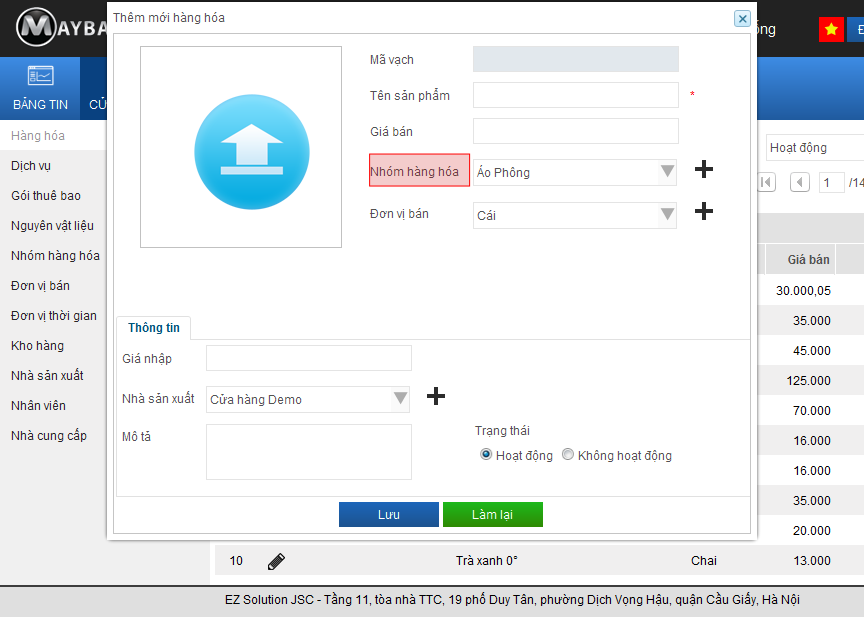 Thêm mới hàng hóa
MAYBA
BẢNG TIN
Hàng hóa
Dịch vụ
Gói thuê bao
Nguyên vật liệu
Nhóm hàng hóa
Đơn vị bán
Đơn vị thời gian
Kho hàng
Nhà sản xuất
Nhân viên
Nhà cung cấp
Mã vạch
Tên sản phẩm *
Giá bán
Nhóm hàng hóa Áo Phông
Đơn vị bán Cái
Thông tin
Giá nhập
Nhà sản xuất Cửa hàng Demo
Mô tả
Trạng thái
Hoạt động Không hoạt động
Lưu Làm lại
Hoạt động
1 /14
Giá bán
30.000,05
35.000
45.000
125.000
70.000
16.000
16.000
35.000
20.000
10 Trà xanh 0° Chai 13.000
EZ Solution JSC - Tầng 11, tòa nhà TTC, 19 phố Duy Tân, phường Dịch Vọng Hậu, quận Cầu Giấy, Hà Nội